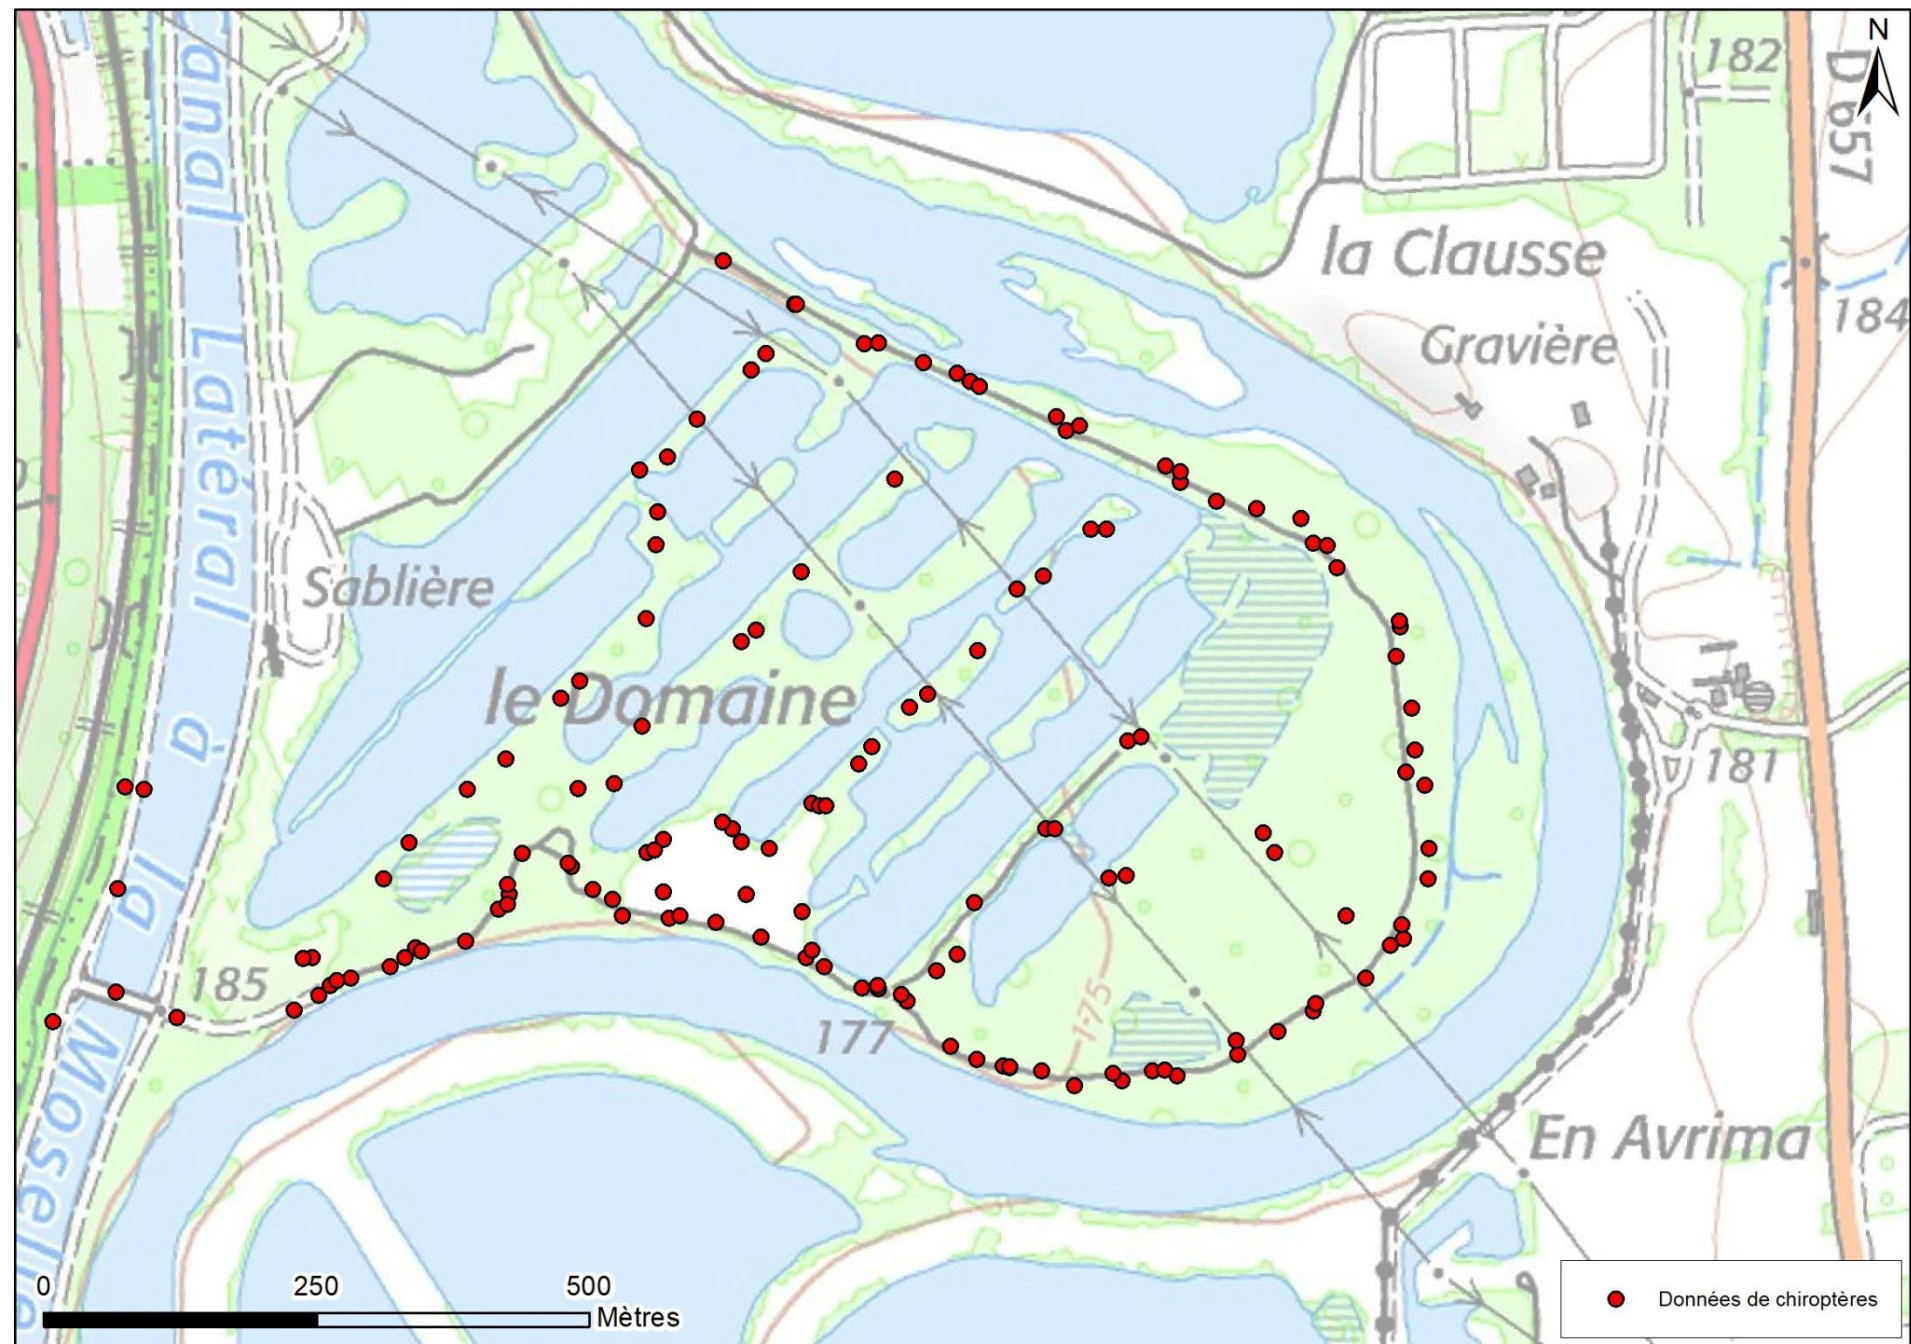 N
182
D 657
Canal Latéral à la Moselle
la Clausse
184
Gravière
Sablière
le Domaine
181
185
177
175
En Avrima
0 250 500
Mètres
Données de chiroptères